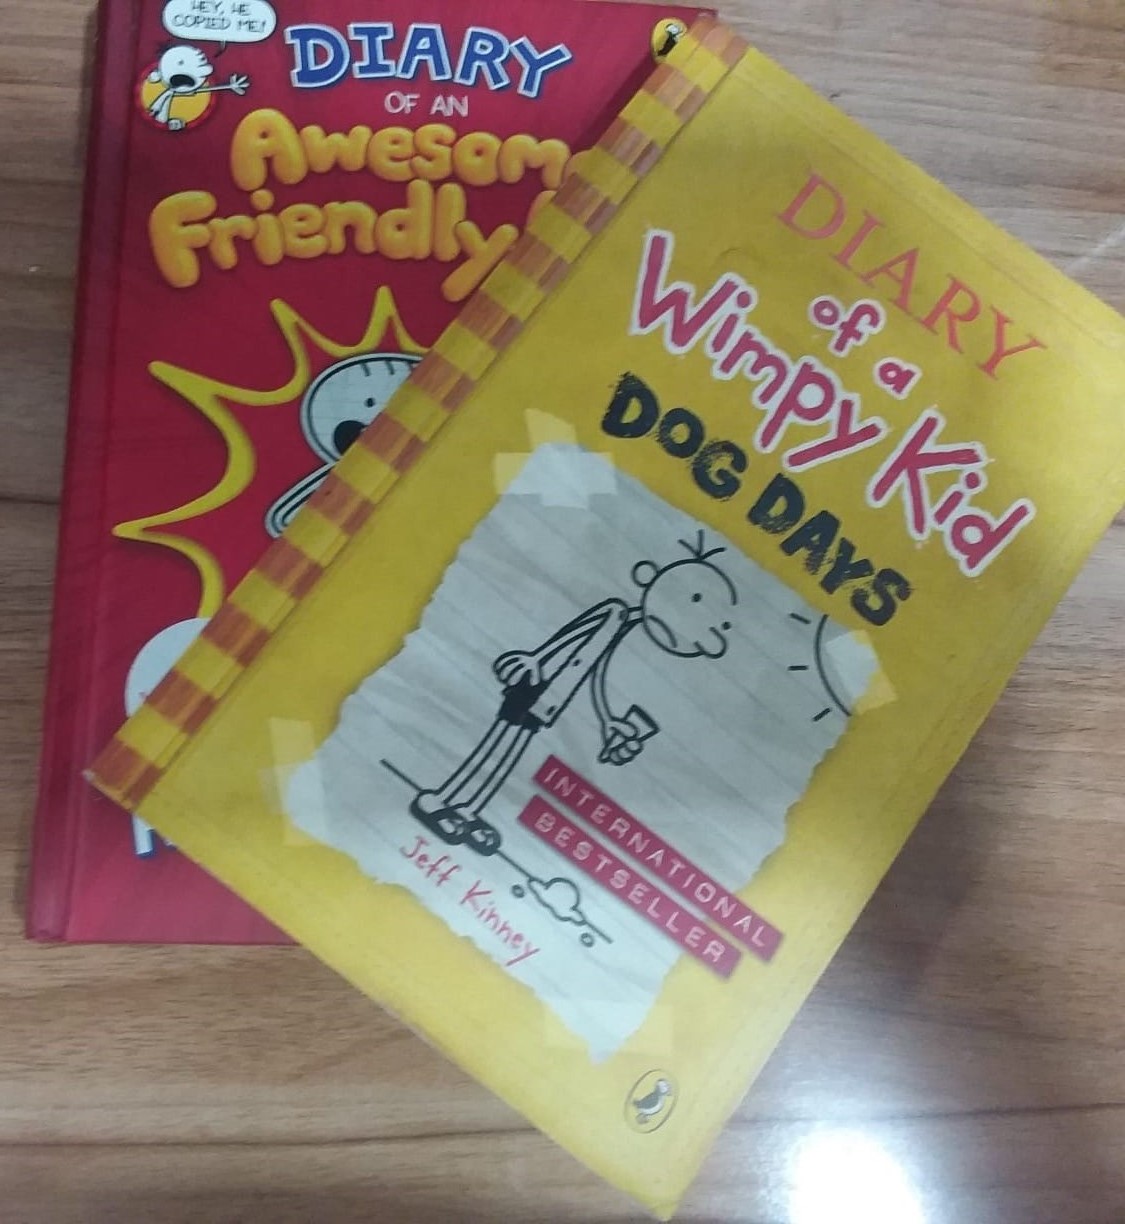 HEY, HE
COPIED ME!
DIARY
OF AN
Awesom
Friendly
DIARY
of a
Wimpy Kid
DOG DAYS
INTERNATIONAL
BESTSELLER
Jeff Kinney